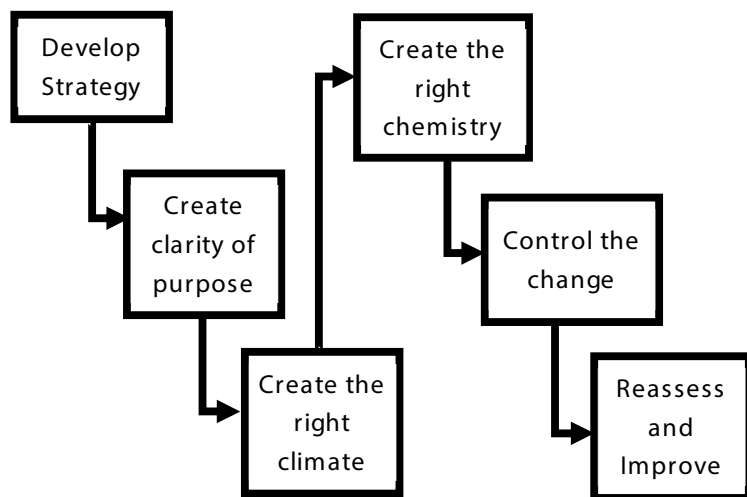 Develop
Strategy
Create
clarity of
purpose
Create the
right
climate
Create the
right
chemistry
Control the
change
Reassess
and
Improve